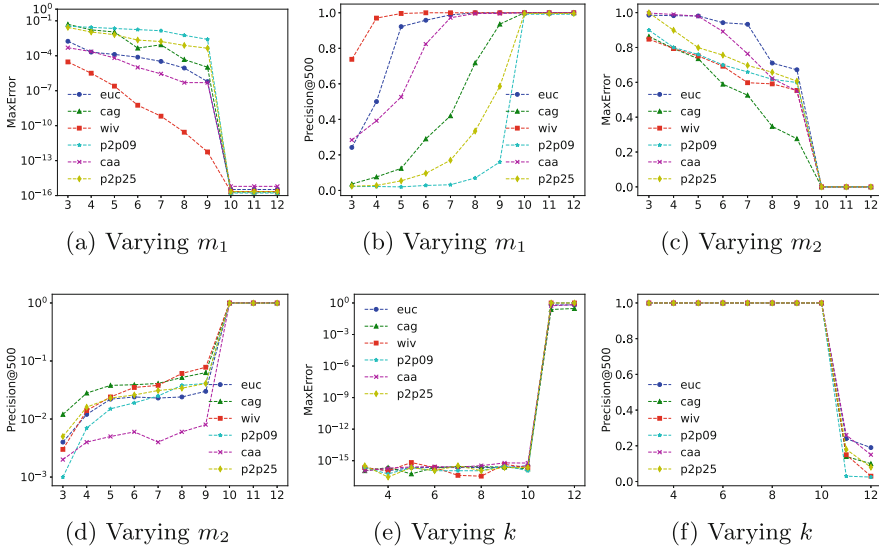 10^0
10^{-1}
10^{-4}
10^{-7}
10^{-10}
10^{-13}
10^{-16}
MaxError
euc
cag
wiv
p2p09
caa
p2p25
3 4 5 6 7 8 9 10 11 12
(a) Varying m_1
1.0
0.8
0.6
0.4
0.2
0.0
Precision@500
euc
cag
wiv
p2p09
caa
p2p25
3 4 5 6 7 8 9 10 11 12
(b) Varying m_1
1.0
0.8
0.6
0.4
0.2
0.0
MaxError
euc
cag
wiv
p2p09
caa
p2p25
3 4 5 6 7 8 9 10 11 12
(c) Varying m_2
10^0
10^{-1}
10^{-2}
10^{-3}
Precision@500
euc
cag
wiv
p2p09
caa
p2p25
3 4 5 6 7 8 9 10 11 12
(d) Varying m_2
10^0
10^{-3}
10^{-6}
10^{-9}
10^{-12}
10^{-15}
MaxError
euc
cag
wiv
p2p09
caa
p2p25
4 6 8 10 12
(e) Varying k
1.0
0.8
0.6
0.4
0.2
0.0
Precision@500
euc
cag
wiv
p2p09
caa
p2p25
4 6 8 10 12
(f) Varying k